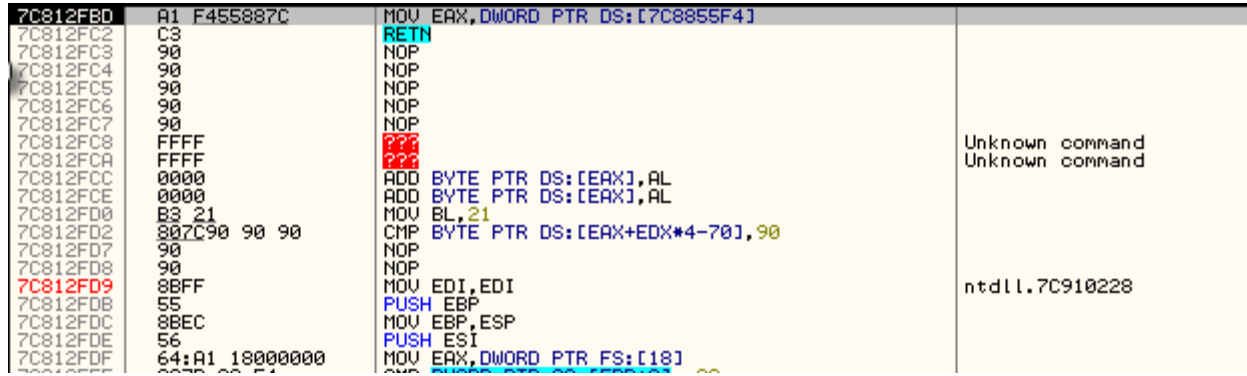 7C812FBD A1 F455887C MOV EAX,DWORD PTR DS:[7C8855F4]
7C812FC2 C3 RETN
7C812FC3 90 NOP
7C812FC4 90 NOP
7C812FC5 90 NOP
7C812FC6 90 NOP
7C812FC7 90 NOP
7C812FC8 FFFF ??? Unknown command
7C812FCA FFFF ??? Unknown command
7C812FCC 0000 ADD BYTE PTR DS:[EAX],AL
7C812FCE 0000 ADD BYTE PTR DS:[EAX],AL
7C812FD0 B3 21 MOV BL,21
7C812FD2 807C90 90 90 CMP BYTE PTR DS:[EAX+EDX*4-70],90
7C812FD7 90 NOP
7C812FD8 90 NOP
7C812FD9 8BFF MOV EDI,EDI ntdll.7C910228
7C812FDB 55 PUSH EBP
7C812FDC 8BEC MOV EBP,ESP
7C812FDE 56 PUSH ESI
7C812FDF 64:A1 18000000 MOV EAX,DWORD PTR FS:[18]